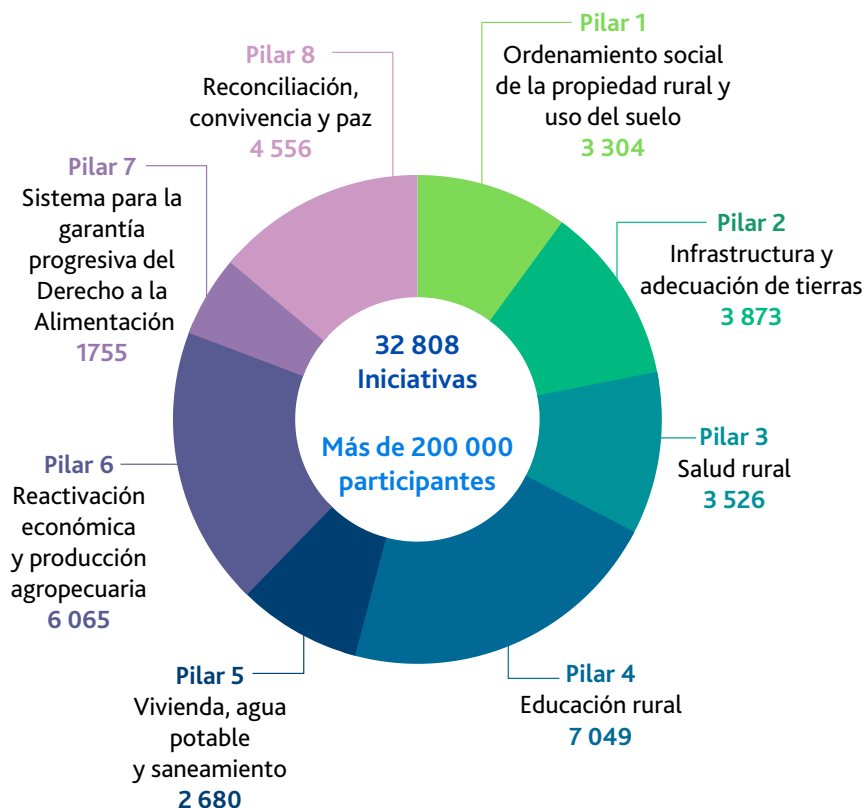 Pilar 1
Ordenamiento social
de la propiedad rural y
uso del suelo
3 304
Pilar 2
Infrastructura y
adecuación de tierras
3 873
Pilar 3
Salud rural
3 526
Pilar 4
Educación rural
7 049
Pilar 5
Vivienda, agua
potable
y saneamiento
2 680
Pilar 6
Reactivación
económica
y producción
agropecuaria
6 065
Pilar 7
Sistema para la
garantía
progresiva del
Derecho a la
Alimentación
1755
Pilar 8
Reconciliación,
convivencia y paz
4 556
32 808
Iniciativas
Más de 200 000
participantes